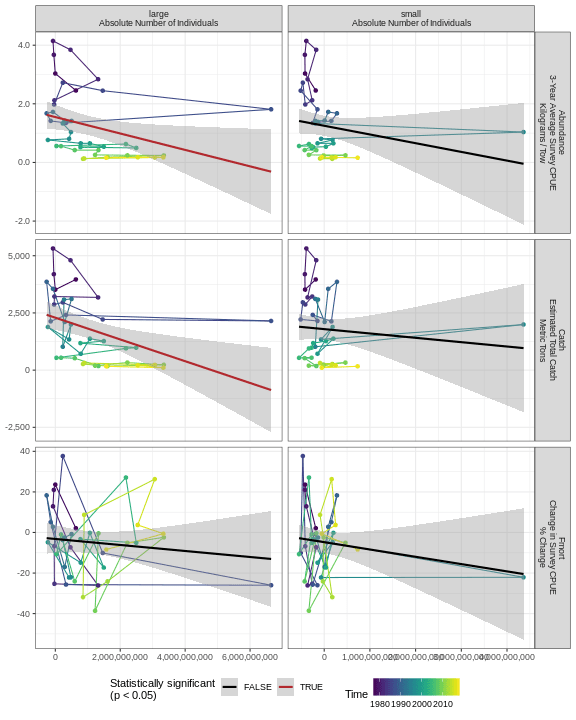 large
Absolute Number of Individuals
small
Absolute Number of Individuals
4.0
2.0
0.0
-2.0
Abundance
3-Year Average Survey CPUE
Kilograms / Tow
5,000
2,500
0
-2,500
Catch
Estimated Total Catch
Metric Tons
40
20
0
-20
-40
Fmort
Change in Survey CPUE
% Change
0
2,000,000,000
4,000,000,000
6,000,000,000
0
1,000,000,000
2,000,000,000
3,000,000,000
4,000,000,000
Statistically significant
(p < 0.05)
FALSE
TRUE
Time
1980 1990 2000 2010